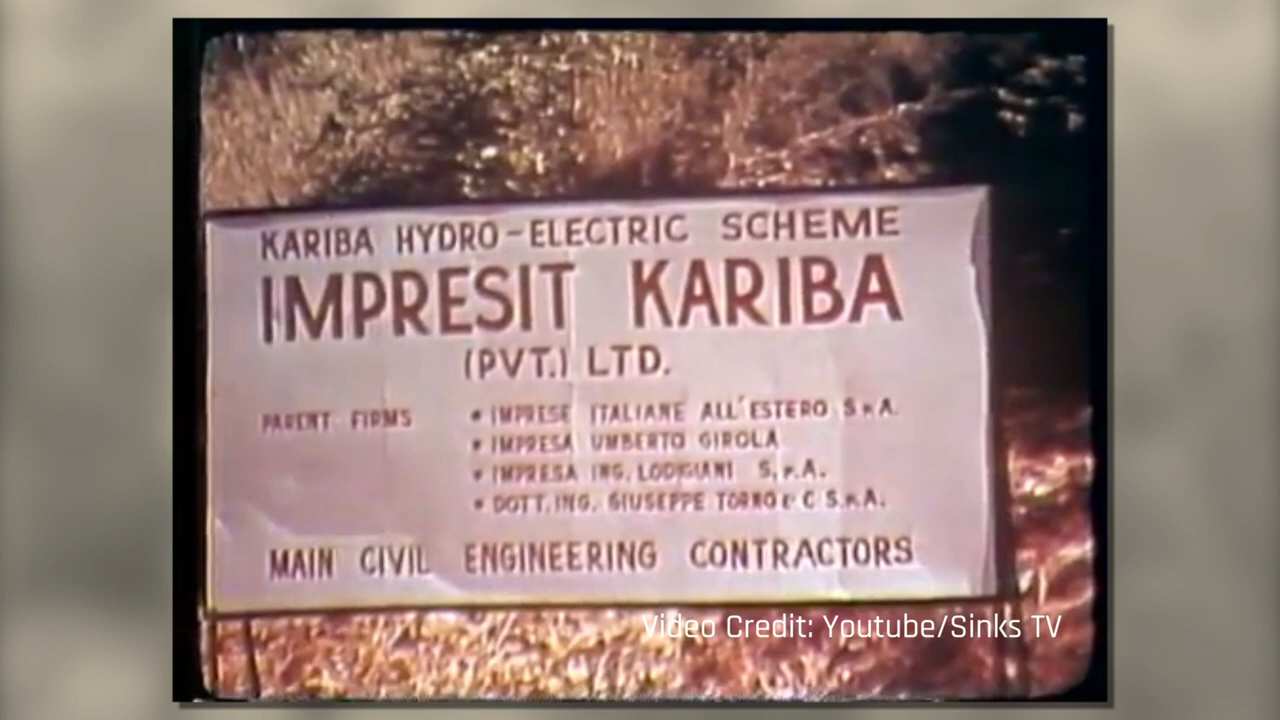 KARIBA HYDRO-ELECTRIC SCHEME
IMPRESIT KARIBA
(PVT.) LTD.
PARENT FIRMS * IMPRESE ITALIANE ALL'ESTERO S.P.A.
* IMPRESA UMBERTO GIROLA
* IMPRESA ING. LODIGIANI S.P.A.
* DOTT. ING. GIUSEPPE TORNO & C S.P.A.
MAIN CIVIL ENGINEERING CONTRACTORS
Video Credit: Youtube/Sinks TV